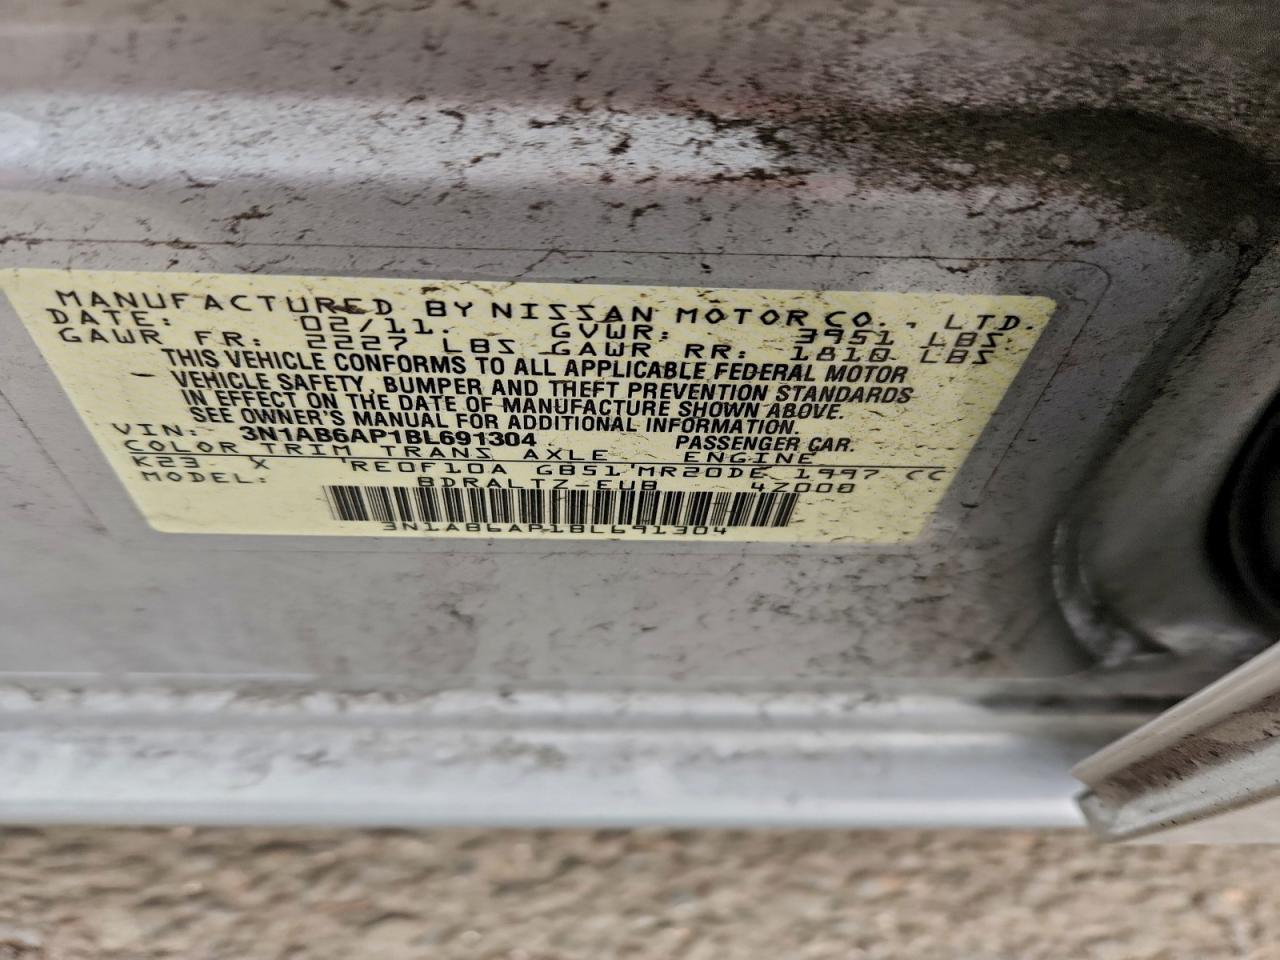 MANUFACTURED BY NISSAN MOTOR CO., LTD.
DATE: 02/11. GVWR: 3951 LBS.
GAWR FR: 2227 LBS GAWR RR: 1810 LBS
THIS VEHICLE CONFORMS TO ALL APPLICABLE FEDERAL MOTOR
VEHICLE SAFETY, BUMPER AND THEFT PREVENTION STANDARDS
IN EFFECT ON THE DATE OF MANUFACTURE SHOWN ABOVE.
SEE OWNER'S MANUAL FOR ADDITIONAL INFORMATION.
VIN: 3N1AB6AP1BL691304 PASSENGER CAR.
COLOR TRIM TRANS AXLE ENGINE
K23 X RE0F10A GB51 MR20DE 1997 CC
MODEL: BDRALTZ-EUB 4Z000
3N1AB6AP1BL691304